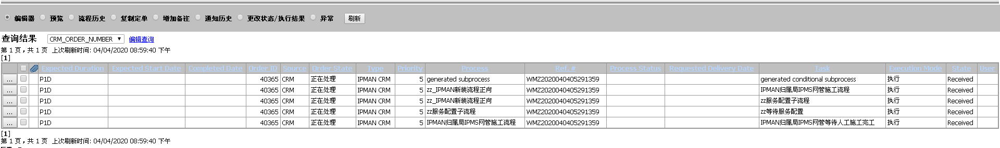 编辑器 预览 流程历史 复制定单 增加备注 通知历史 更改状态/执行结果 异常 刷新
查询结果 CRM_ORDER_NUMBER 编辑查询
第 1 页，共 1 页 上次刷新时间: 04/04/2020 08:59:40 下午
[1]
Expected Duration Expected Start Date Completed Date Order ID Source Order State Type Priority Process Ref. # Process Status Requested Delivery Date Task Execution Mode State User
... P1D 40365 CRM 正在处理 IPMAN CRM 5 generated subprocess WMZ2020040405291359 generated conditional subprocess 执行 Received
... P1D 40365 CRM 正在处理 IPMAN CRM 5 zz_IPMAN新装流程正向 WMZ2020040405291359 IPMAN归属局IPMS网管施工流程 执行 Received
... P1D 40365 CRM 正在处理 IPMAN CRM 5 zz_IPMAN新装流程正向 WMZ2020040405291359 zz服务配置子流程 执行 Received
... P1D 40365 CRM 正在处理 IPMAN CRM 5 zz服务配置子流程 WMZ2020040405291359 zz等待服务配置 执行 Received
... P1D 40365 CRM 正在处理 IPMAN CRM 5 IPMAN归属局IPMS网管施工流程 WMZ2020040405291359 IPMAN归属局IPMS网管等待人工施工完工 执行 Received
[1]
第 1 页，共 1 页 上次刷新时间: 04/04/2020 08:59:40 下午